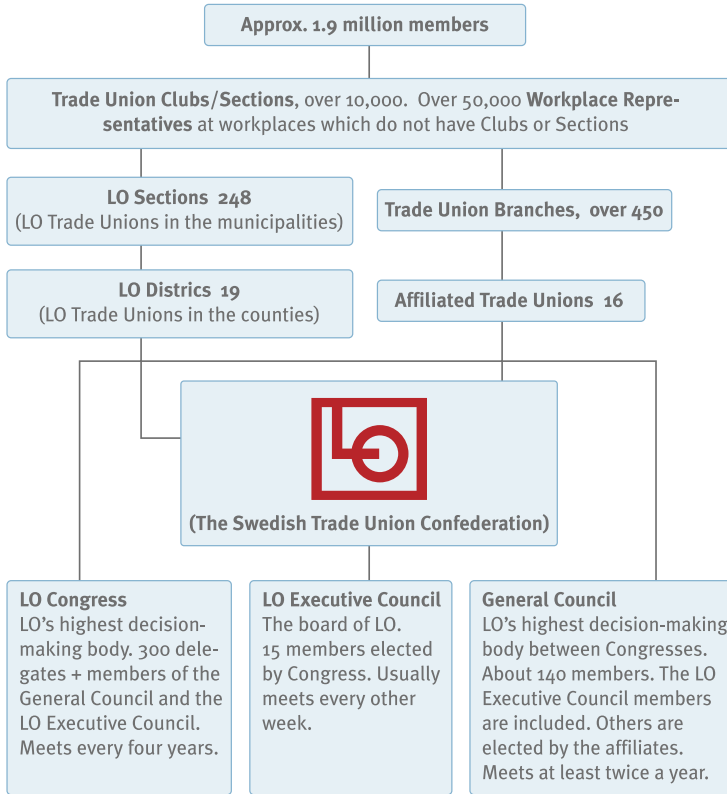 Approx. 1.9 million members
Trade Union Clubs/Sections, over 10,000. Over 50,000 Workplace Repre-
sentatives at workplaces which do not have Clubs or Sections
LO Sections 248
(LO Trade Unions in the municipalities)
Trade Union Branches, over 450
LO Districs 19
(LO Trade Unions in the counties)
Affiliated Trade Unions 16
LO
(The Swedish Trade Union Confederation)
LO Congress
LO's highest decision-
making body. 300 dele-
gates + members of the
General Council and the
LO Executive Council.
Meets every four years.
LO Executive Council
The board of LO.
15 members elected
by Congress. Usually
meets every other
week.
General Council
LO's highest decision-making
body between Congresses.
About 140 members. The LO
Executive Council members
are included. Others are
elected by the affiliates.
Meets at least twice a year.